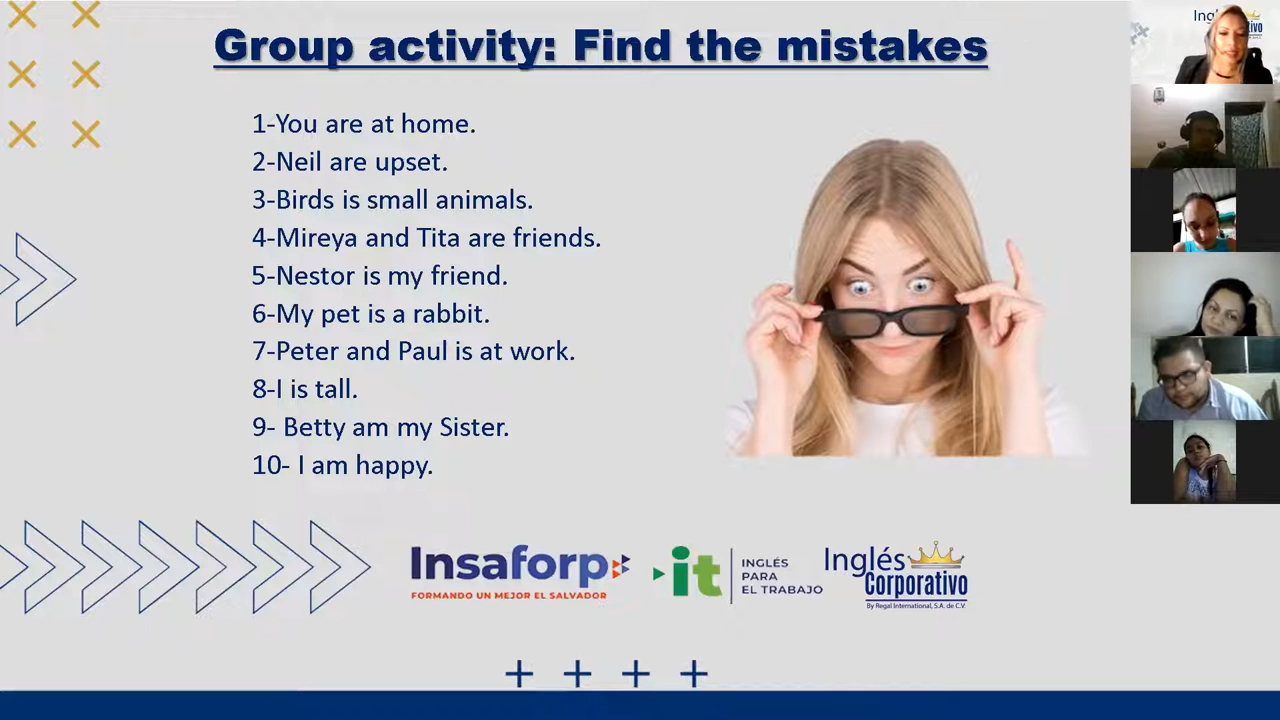 Group activity: Find the mistakes
1-You are at home.
2-Neil are upset.
3-Birds is small animals.
4-Mireya and Tita are friends.
5-Nestor is my friend.
6-My pet is a rabbit.
7-Peter and Paul is at work.
8-I is tall.
9- Betty am my Sister.
10- I am happy.
Insaforp
FORMANDO UN MEJOR EL SALVADOR
it
INGLÉS
PARA
EL TRABAJO
Inglés
Corporativo
By Regal International, S.A. de C.V.